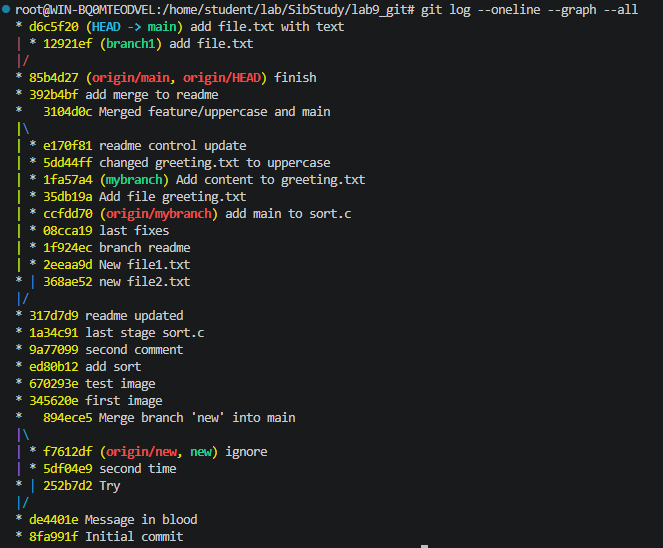 root@WIN-BQ0MTEODVEL:/home/student/lab/SibStudy/lab9_git# git log --oneline --graph --all
* d6c5f20 (HEAD -> main) add file.txt with text
| * 12921ef (branch1) add file.txt
|/
* 85b4d27 (origin/main, origin/HEAD) finish
* 392b4bf add merge to readme
*   3104d0c Merged feature/uppercase and main
|\
| * e170f81 readme control update
| * 5dd44ff changed greeting.txt to uppercase
| * 1fa57a4 (mybranch) Add content to greeting.txt
| * 35db19a Add file greeting.txt
| * ccfdd70 (origin/mybranch) add main to sort.c
| * 08cca19 last fixes
| * 1f924ec branch readme
| * 2eeaa9d New file1.txt
* | 368ae52 new file2.txt
|/
* 317d7d9 readme updated
* 1a34c91 last stage sort.c
* 9a77099 second comment
* ed80b12 add sort
* 670293e test image
* 345620e first image
*   894ece5 Merge branch 'new' into main
|\
| * f7612df (origin/new, new) ignore
| * 5df04e9 second time
* | 252b7d2 Try
|/
* de4401e Message in blood
* 8fa991f Initial commit